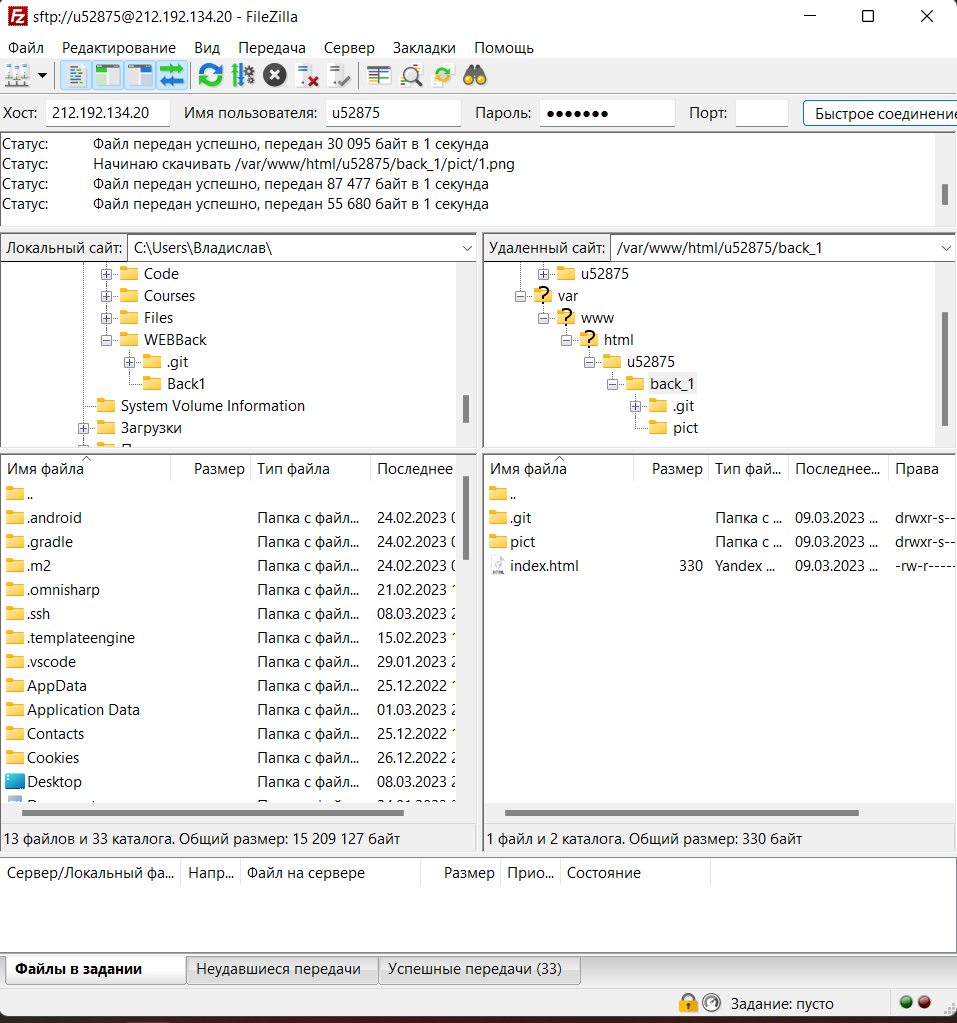 sftp://u52875@212.192.134.20 - FileZilla
Файл Редактирование Вид Передача Сервер Закладки Помощь
Хост: 212.192.134.20 Имя пользователя: u52875 Пароль: ●●●●●●● Порт: Быстрое соединение
Статус: Файл передан успешно, передан 30 095 байт в 1 секунда
Статус: Начинаю скачивать /var/www/html/u52875/back_1/pict/1.png
Статус: Файл передан успешно, передан 87 477 байт в 1 секунда
Статус: Файл передан успешно, передан 55 680 байт в 1 секунда
Локальный сайт: C:\Users\Владислав\
Code
Courses
Files
WEBBack
.git
Back1
System Volume Information
Загрузки
Удаленный сайт: /var/www/html/u52875/back_1
u52875
? var
? www
? html
u52875
back_1
.git
pict
Имя файла Размер Тип файла Последнее
..
.android Папка с файл... 24.02.2023 0
.gradle Папка с файл... 24.02.2023 0
.m2 Папка с файл... 24.02.2023 0
.omnisharp Папка с файл... 21.02.2023 1
.ssh Папка с файл... 08.03.2023 2
.templateengine Папка с файл... 15.02.2023 1
.vscode Папка с файл... 29.01.2023 2
AppData Папка с файл... 25.12.2022 1
Application Data Папка с файл... 01.03.2023 2
Contacts Папка с файл... 25.12.2022 1
Cookies Папка с файл... 26.12.2022 2
Desktop Папка с файл... 08.03.2023 2
13 файлов и 33 каталога. Общий размер: 15 209 127 байт
Имя файла Размер Тип фай... Последнее... Права
..
.git Папка с ... 09.03.2023 ... drwxr-s--
pict Папка с ... 09.03.2023 ... drwxr-s--
index.html 330 Yandex ... 09.03.2023 ... -rw-r-----
1 файл и 2 каталога. Общий размер: 330 байт
Сервер/Локальный фа... Напр... Файл на сервере Размер Прио... Состояние
Файлы в задании Неудавшиеся передачи Успешные передачи (33)
Задание: пусто